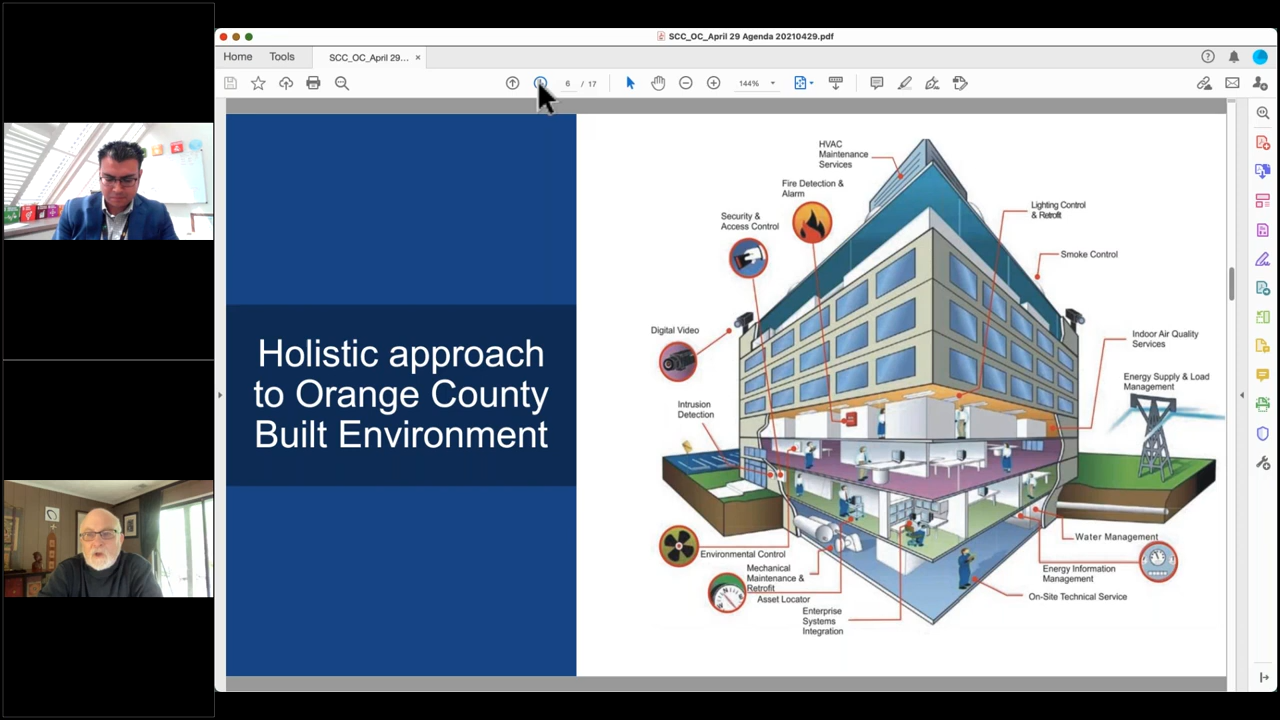 SCC_OC_April 29 Agenda 20210429.pdf
Home
Tools
SCC_OC_April 29...
6
/ 17
144%
Holistic approach
to Orange County
Built Environment
HVAC
Maintenance
Services
Fire Detection &
Alarm
Security &
Access Control
Lighting Control
& Retrofit
Smoke Control
Digital Video
Indoor Air Quality
Services
Energy Supply & Load
Management
Intrusion
Detection
Environmental Control
Mechanical
Maintenance &
Retrofit
Asset Locator
Enterprise
Systems
Integration
Water Management
Energy Information
Management
On-Site Technical Service